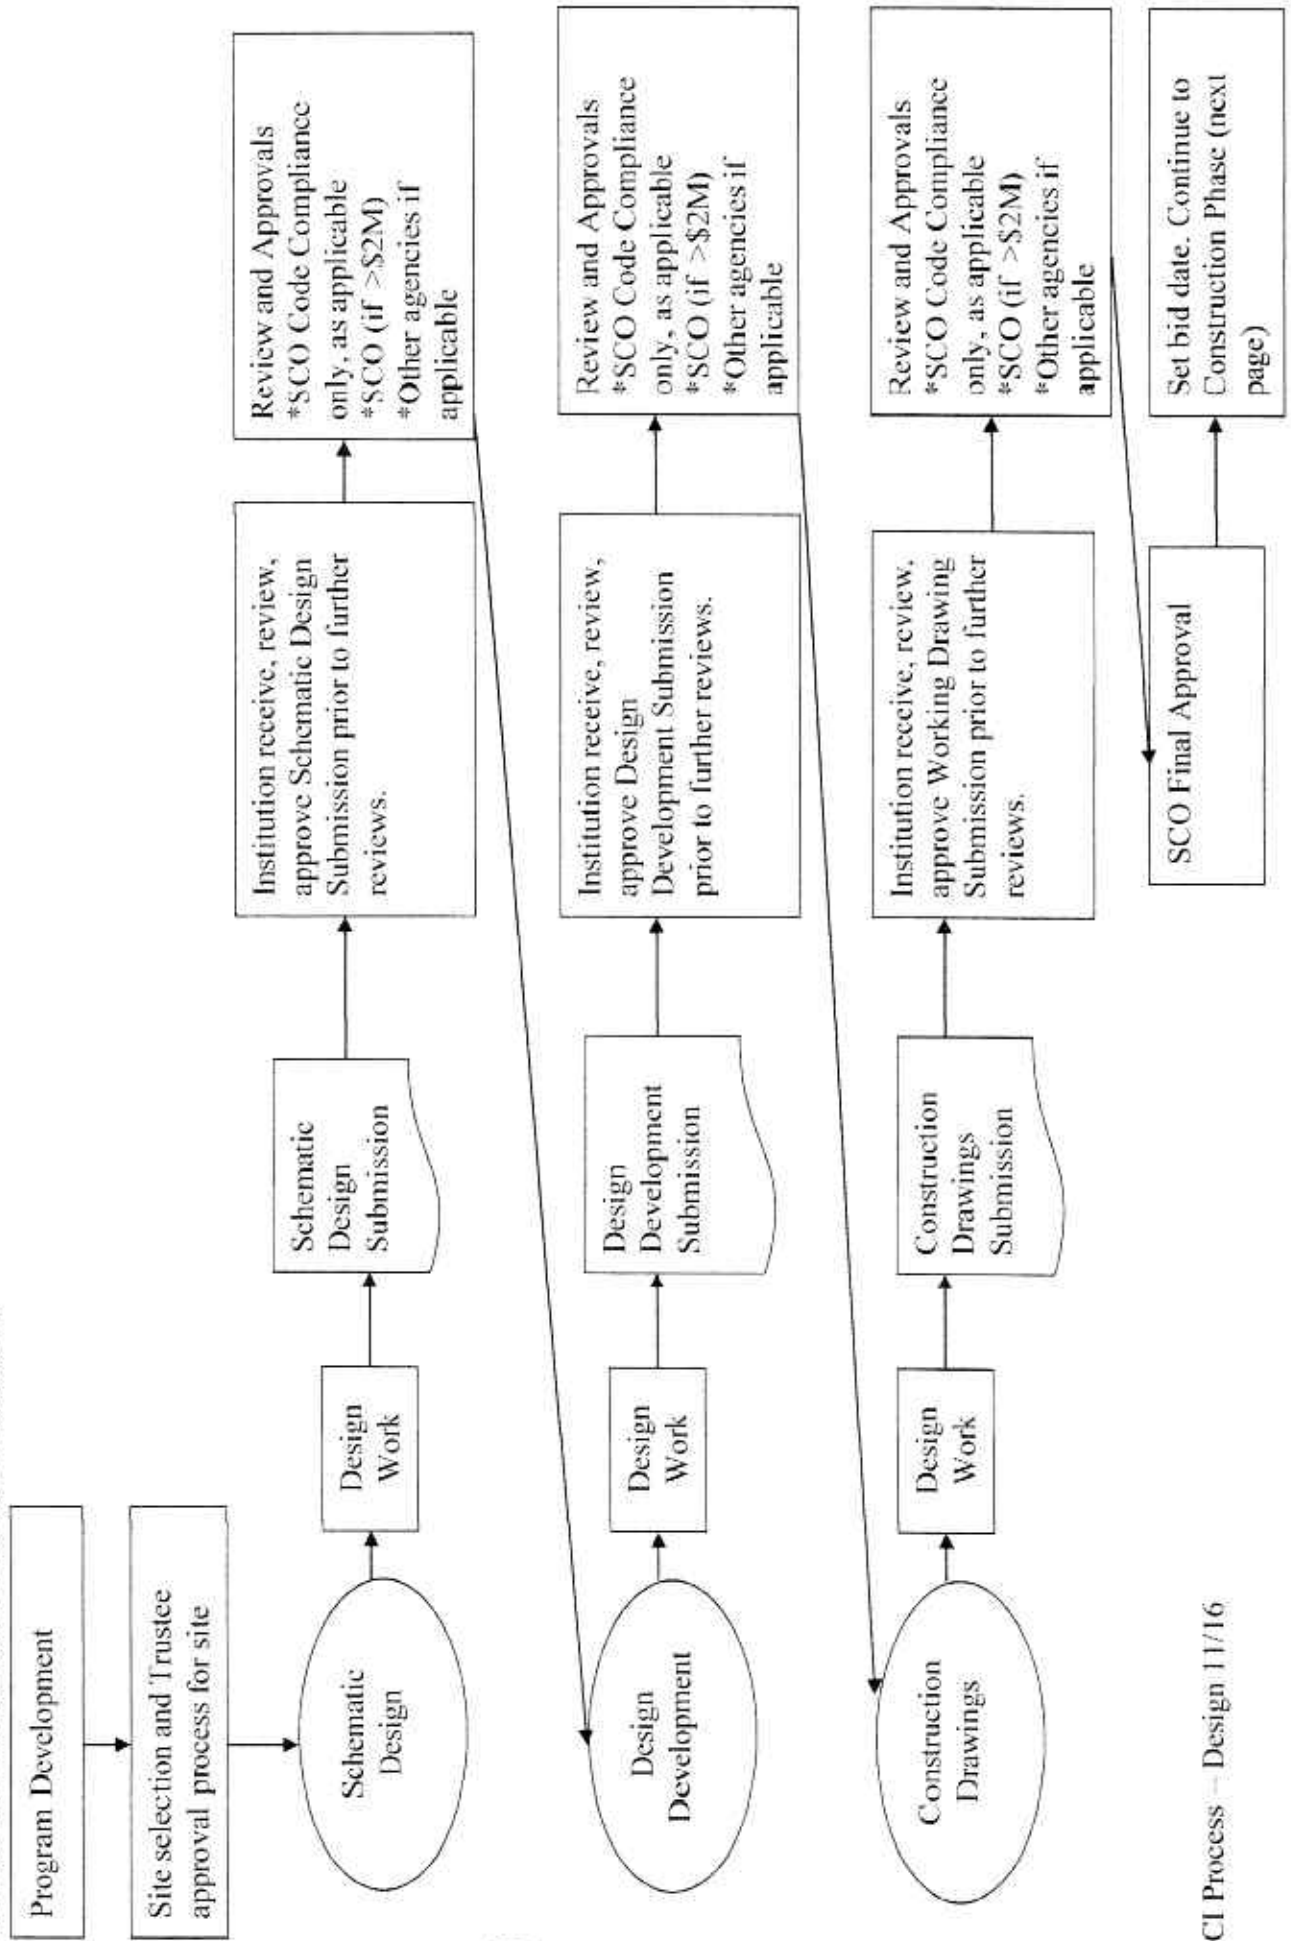 Program Development
Site selection and Trustee
approval process for site
Schematic
Design
Design
Work
Schematic
Design
Submission
Institution receive, review,
approve Schematic Design
Submission prior to further
reviews.
Review and Approvals
*SCO Code Compliance
only, as applicable
*SCO (if >$2M)
*Other agencies if
applicable
Design
Development
Design
Work
Design
Development
Submission
Institution receive, review,
approve Design
Development Submission
prior to further reviews.
Review and Approvals
*SCO Code Compliance
only, as applicable
*SCO (if >$2M)
*Other agencies if
applicable
Construction
Drawings
Design
Work
Construction
Drawings
Submission
Institution receive, review,
approve Working Drawing
Submission prior to further
reviews.
Review and Approvals
*SCO Code Compliance
only, as applicable
*SCO (if >$2M)
*Other agencies if
applicable
SCO Final Approval
Set bid date. Continue to
Construction Phase (next
page)
CI Process – Design 11/16